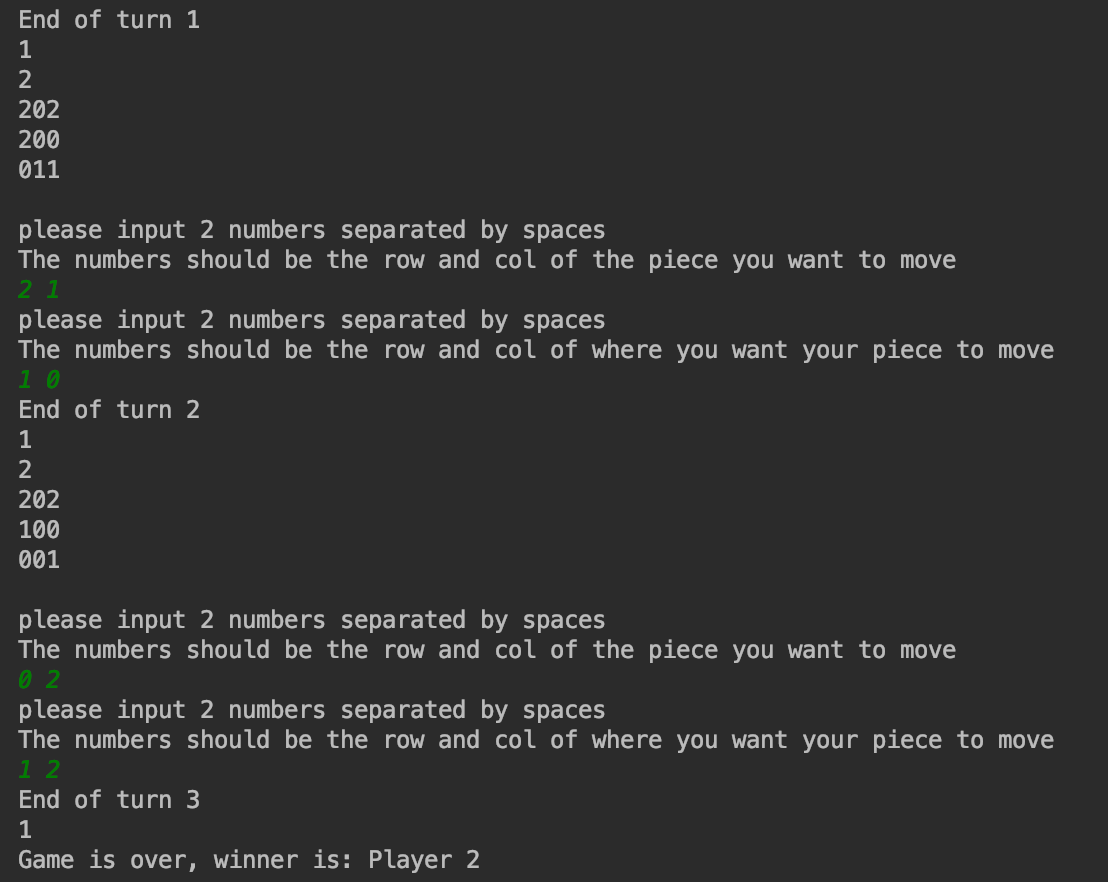 End of turn 1
1
2
202
200
011
please input 2 numbers separated by spaces
The numbers should be the row and col of the piece you want to move
2 1
please input 2 numbers separated by spaces
The numbers should be the row and col of where you want your piece to move
1 0
End of turn 2
1
2
202
100
001
please input 2 numbers separated by spaces
The numbers should be the row and col of the piece you want to move
0 2
please input 2 numbers separated by spaces
The numbers should be the row and col of where you want your piece to move
1 2
End of turn 3
1
Game is over, winner is: Player 2